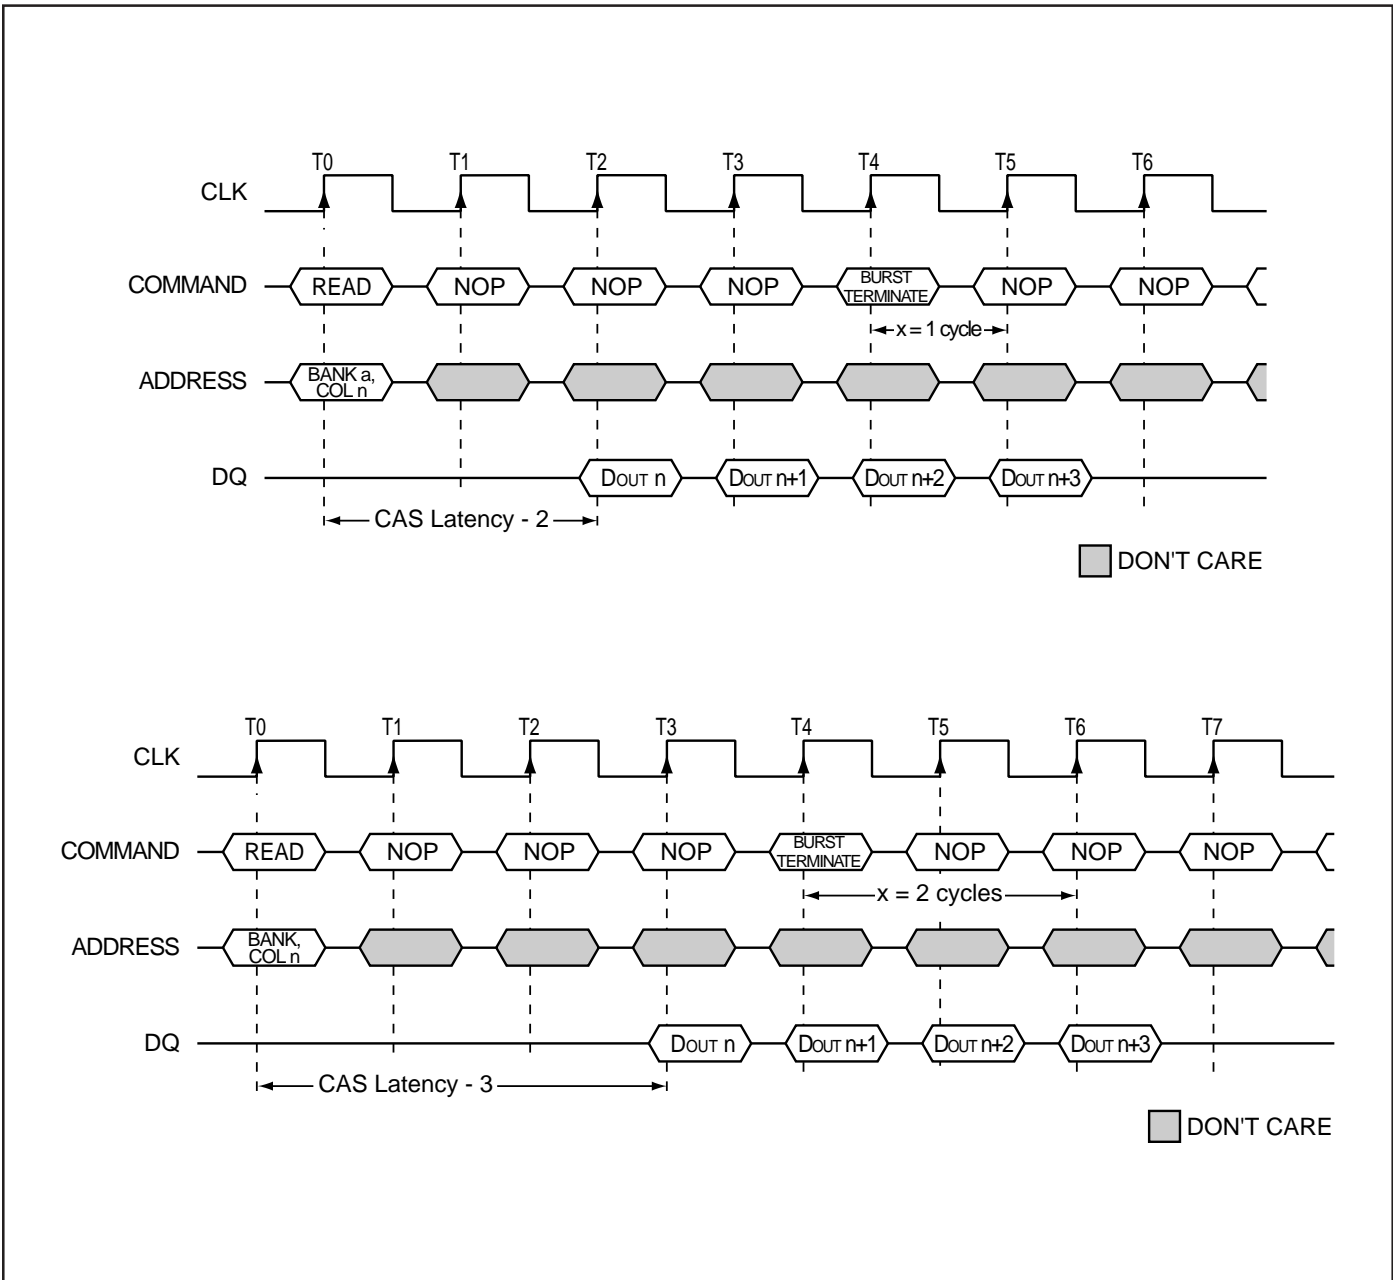 T0 T1 T2 T3 T4 T5 T6
CLK
COMMAND READ NOP NOP NOP BURST TERMINATE NOP NOP
x = 1 cycle
ADDRESS BANK a, COL n
DQ DOUT n DOUT n+1 DOUT n+2 DOUT n+3
CAS Latency - 2
DON'T CARE
T0 T1 T2 T3 T4 T5 T6 T7
CLK
COMMAND READ NOP NOP NOP BURST TERMINATE NOP NOP NOP
x = 2 cycles
ADDRESS BANK, COL n
DQ DOUT n DOUT n+1 DOUT n+2 DOUT n+3
CAS Latency - 3
DON'T CARE